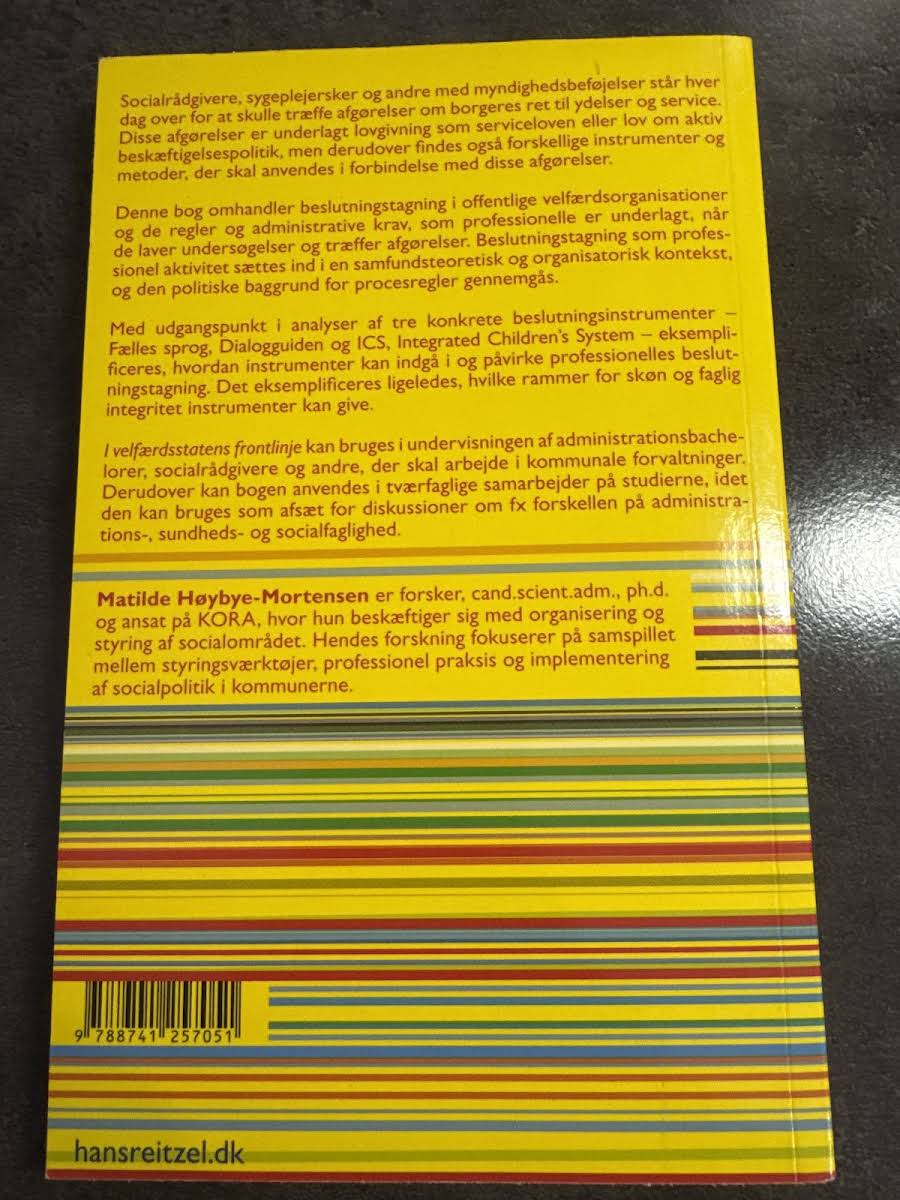 Socialrådgivere, sygeplejersker og andre med myndighedsbeføjelser står hver
dag over for at skulle træffe afgørelser om borgeres ret til ydelser og service.
Disse afgørelser er underlagt lovgivning som serviceloven eller lov om aktiv
beskæftigelsespolitik, men derudover findes også forskellige instrumenter og
metoder, der skal anvendes i forbindelse med disse afgørelser.
Denne bog omhandler beslutningstagning i offentlige velfærdsorganisationer
og de regler og administrative krav, som professionelle er underlagt, når
de laver undersøgelser og træffer afgørelser. Beslutningstagning som profes-
sionel aktivitet sættes ind i en samfundsteoretisk og organisatorisk kontekst,
og den politiske baggrund for procesregler gennemgås.
Med udgangspunkt i analyser af tre konkrete beslutningsinstrumenter –
Fælles sprog, Dialogguiden og ICS, Integrated Children's System – eksempli-
ficeres, hvordan instrumenter kan indgå i og påvirke professionelles beslut-
ningstagning. Det eksemplificeres ligeledes, hvilke rammer for skøn og faglig
integritet instrumenter kan give.
I velfærdsstatens frontlinje kan bruges i undervisningen af administrationsbache-
lorer, socialrådgivere og andre, der skal arbejde i kommunale forvaltninger.
Derudover kan bogen anvendes i tværfaglige samarbejder på studierne, idet
den kan bruges som afsæt for diskussioner om fx forskellen på administra-
tions-, sundheds- og socialfaglighed.
Matilde Høybye-Mortensen er forsker, cand.scient.adm., ph.d.
og ansat på KORA, hvor hun beskæftiger sig med organisering og
styring af socialområdet. Hendes forskning fokuserer på samspillet
mellem styringsværktøjer, professionel praksis og implementering
af socialpolitik i kommunerne.
9 788741 257051
hansreitzel.dk